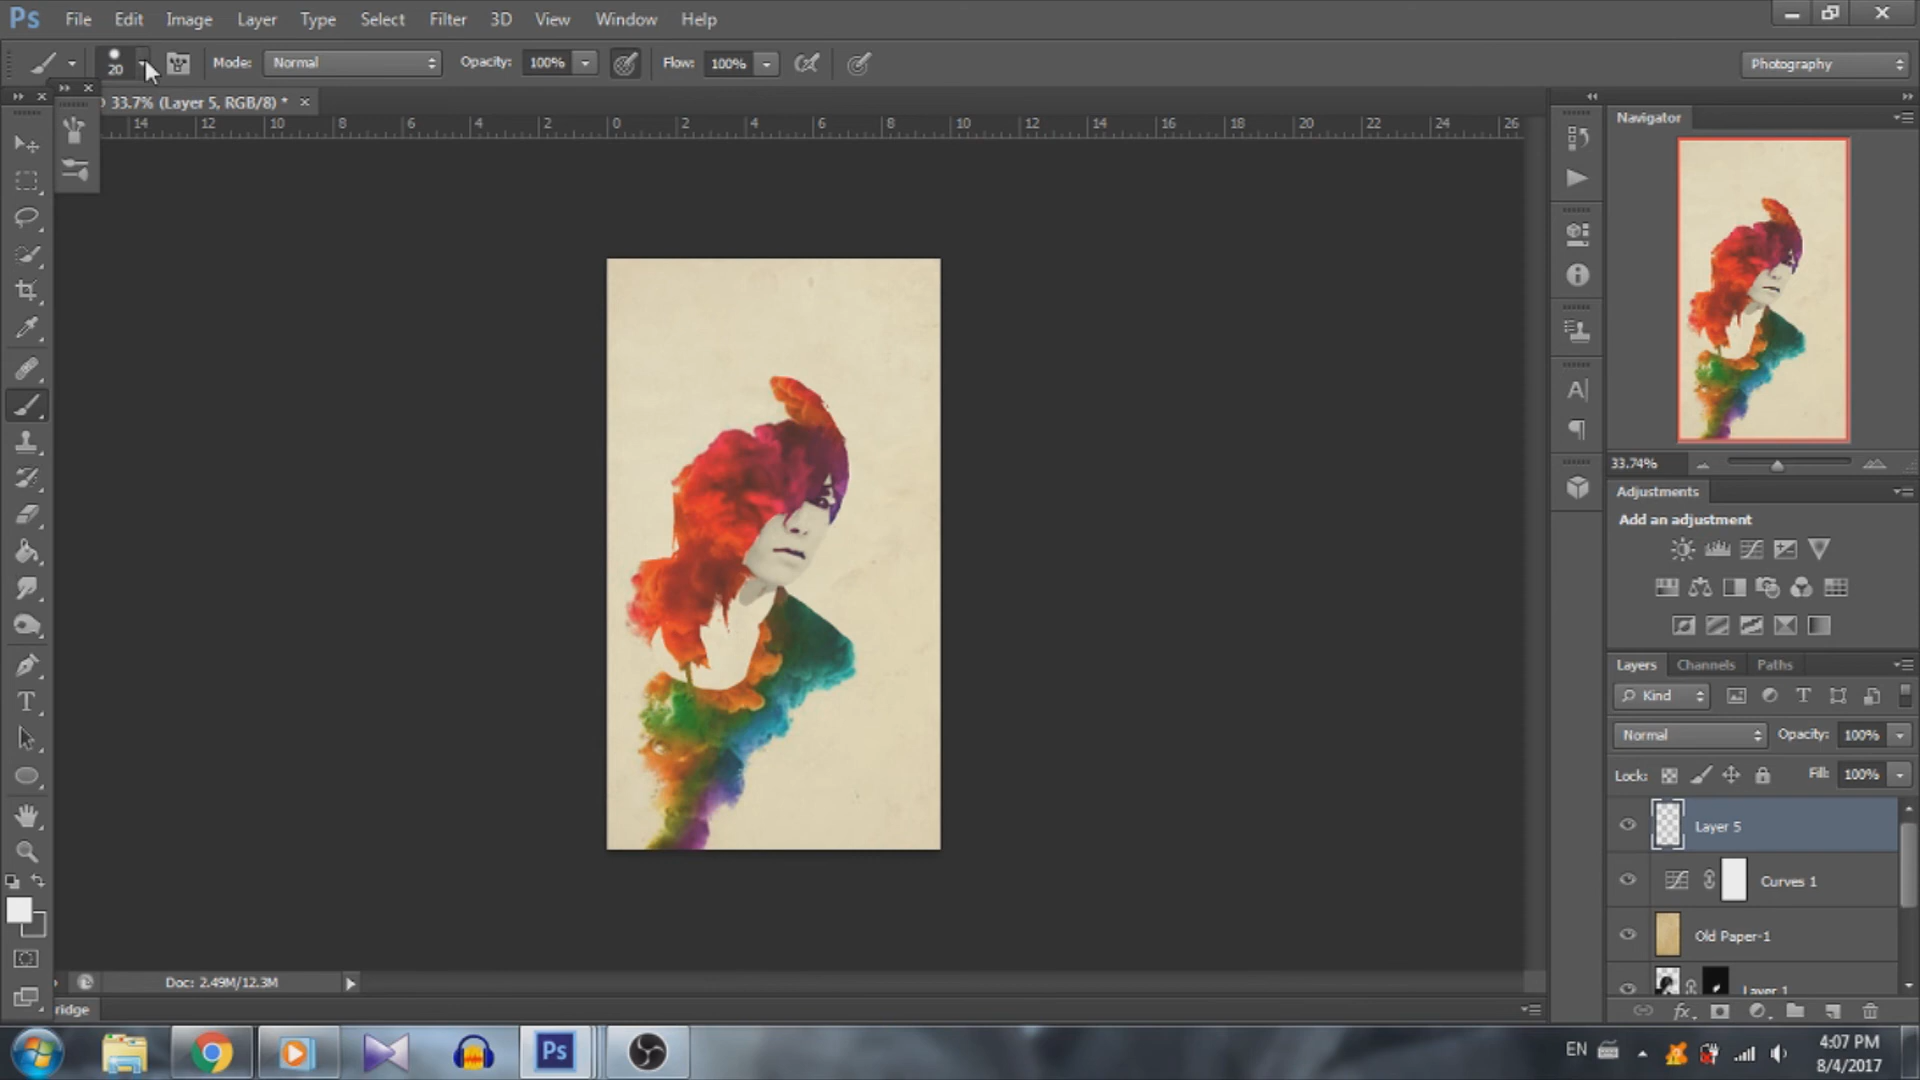 Ps File Edit Image Layer Type Select Filter 3D View Window Help
20 Mode: Normal Opacity: 100% Flow: 100% Photography
33.7% (Layer 5, RGB/8) *
14 12 10 8 6 4 2 0 2 4 6 8 10 12 14 16 18 20 22 24 26
Navigator
33.74%
Adjustments
Add an adjustment
Layers Channels Paths
Kind
Normal Opacity: 100%
Lock: Fill: 100%
Layer 5
Curves 1
Old Paper-1
Layer 1
Doc: 2.49M/12.3M
ridge
Ps
EN
4:07 PM
8/4/2017